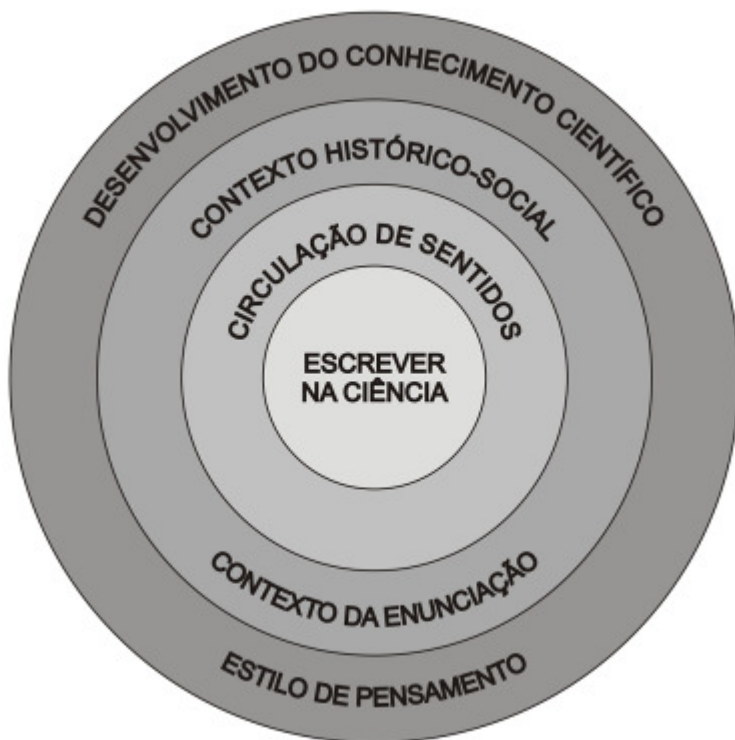 DESENVOLVIMENTO DO CONHECIMENTO CIENTÍFICO
CONTEXTO HISTÓRICO-SOCIAL
CIRCULAÇÃO DE SENTIDOS
ESCREVER
NA CIÊNCIA
CONTEXTO DA ENUNCIAÇÃO
ESTILO DE PENSAMENTO